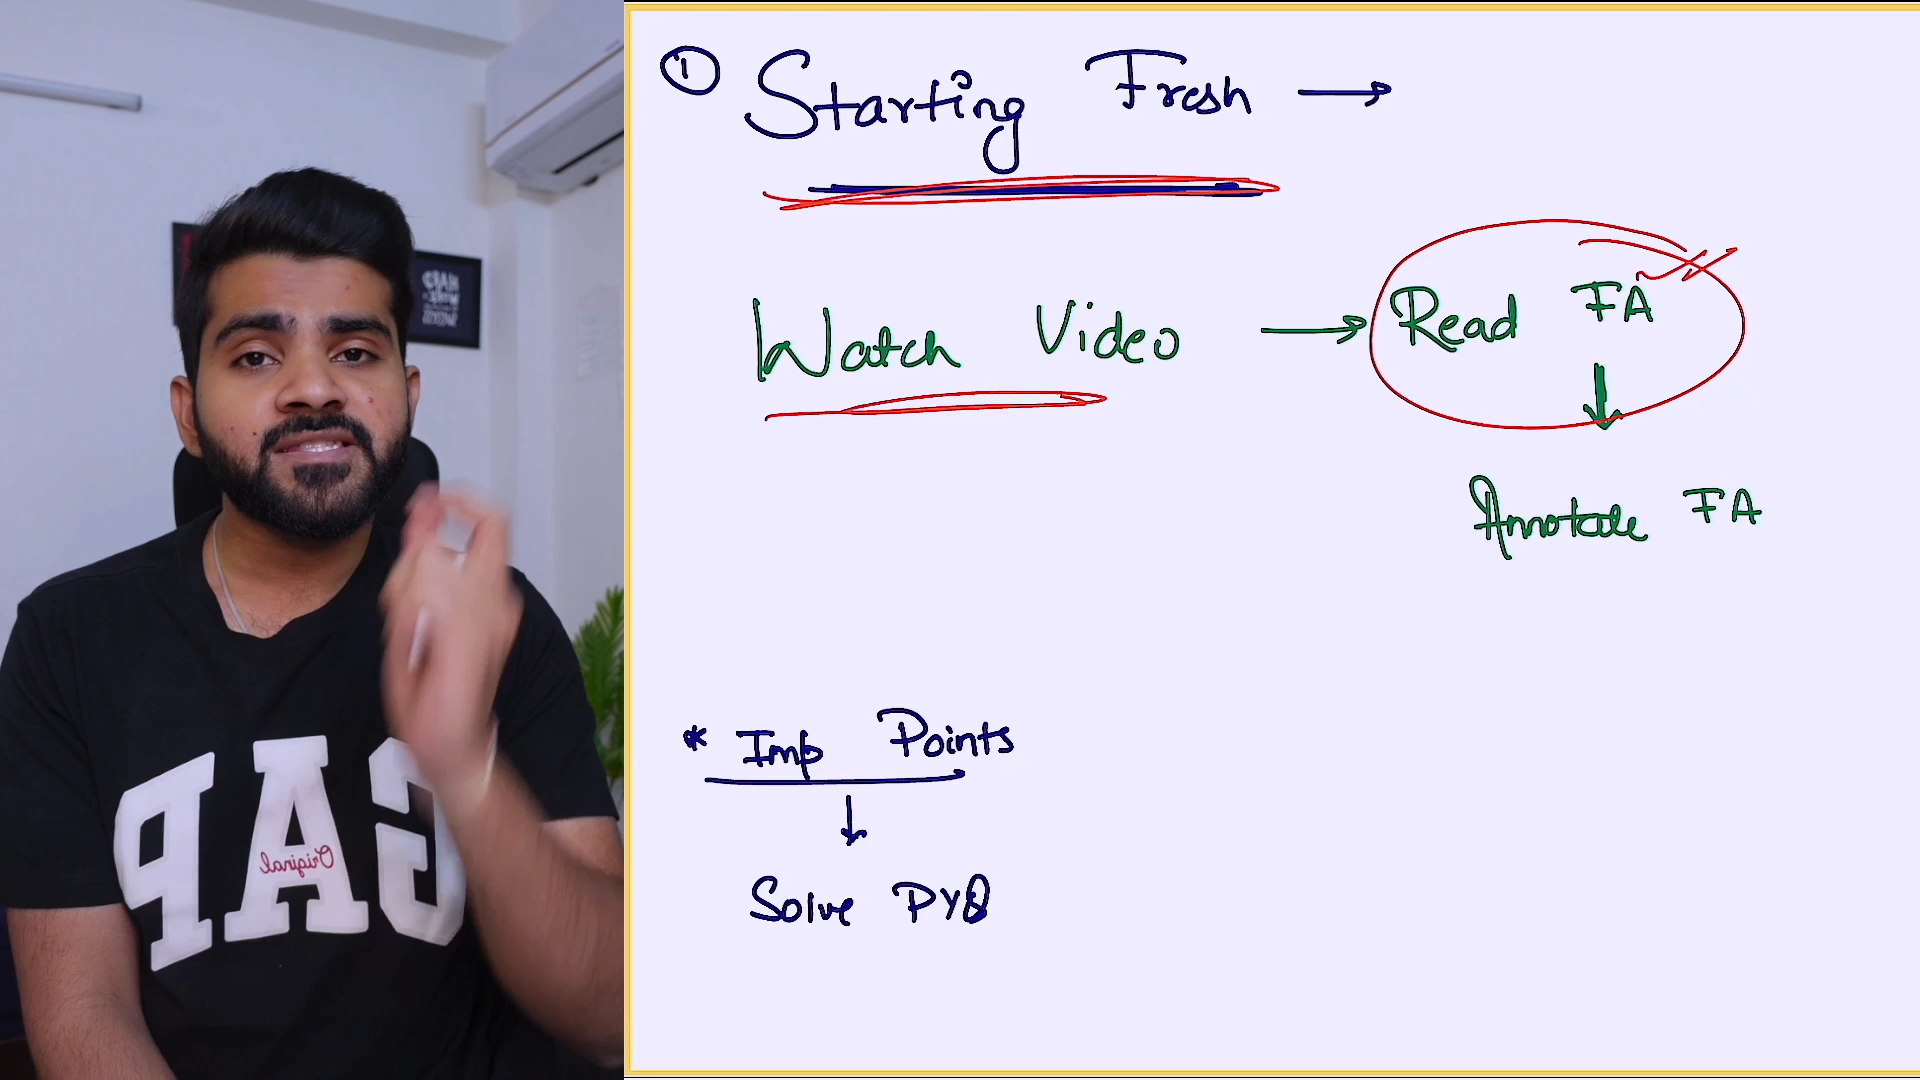 ① Starting Fresh →
Watch Video → Read FA
↓
Annotate FA
* Imp Points
↓
Solve PYQ
GAP
Original